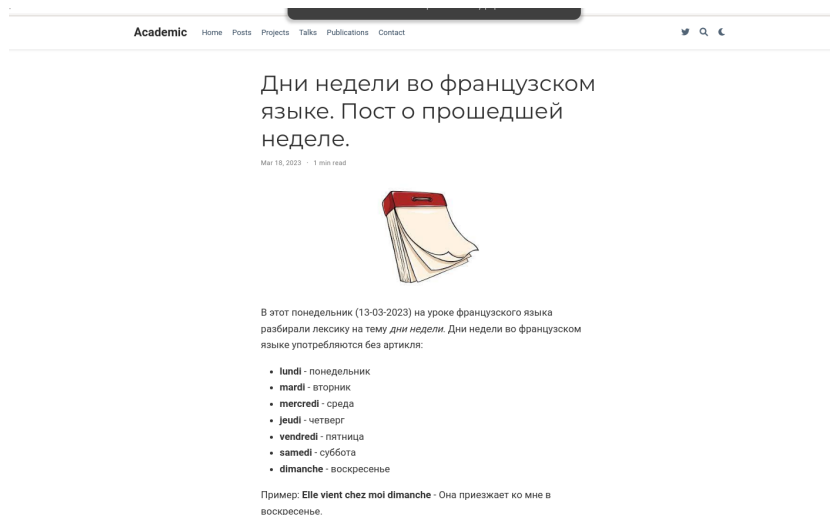 Academic Home Posts Projects Talks Publications Contact
Дни недели во французском
языке. Пост о прошедшей
неделе.
Mar 18, 2023 · 1 min read
В этот понедельник (13-03-2023) на уроке французского языка
разбирали лексику на тему дни недели. Дни недели во французском
языке употребляются без артикля:
• lundi - понедельник
• mardi - вторник
• mercredi - среда
• jeudi - четверг
• vendredi - пятница
• samedi - суббота
• dimanche - воскресенье
Пример: Elle vient chez moi dimanche - Она приезжает ко мне в
воскресенье.